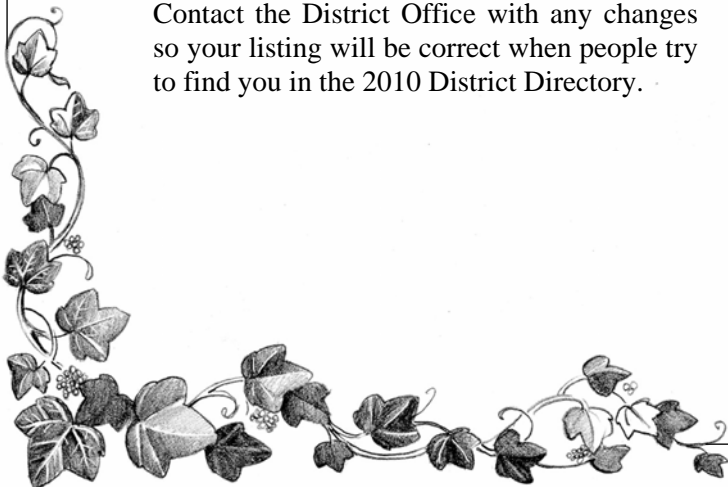 Contact the District Office with any changes
so your listing will be correct when people try
to find you in the 2010 District Directory.